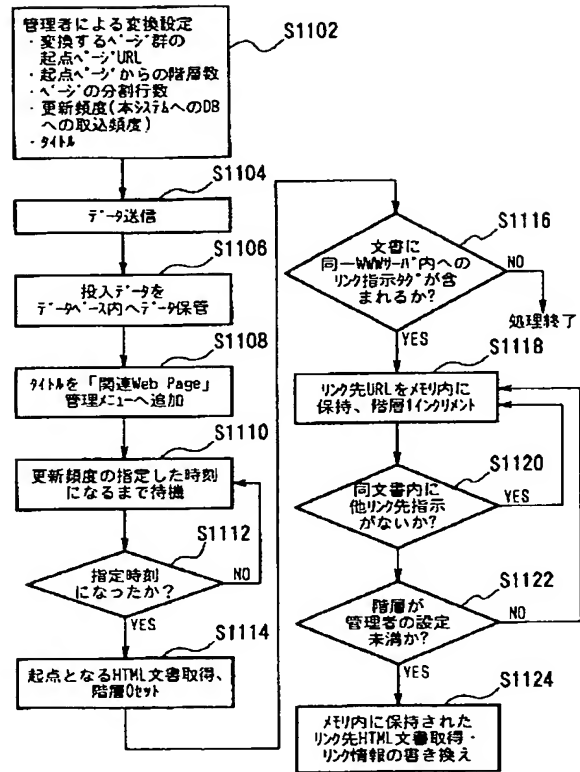 管理者による変換設定
・変換するページ群の
起点ページURL
・起点ページからの階層数
・ページの分割行数
・更新頻度(本システムへのDB
への取込頻度)
・タイトル
S1102
S1104
データ送信
S1106
投入データを
データベース内へデータ保管
S1108
タイトルを「関連Web Page」
管理メニューへ追加
S1110
更新頻度の指定した時刻
になるまで待機
S1112
指定時刻
になったか?
NO
YES
S1114
起点となるHTML文書取得、
階層0セット
S1116
文書に
同一WWWサーバ内への
リンク指示タグが含
まれるか?
NO
処理終了
YES
S1118
リンク先URLをメモリ内に
保持、階層1インクリメント
S1120
同文書内に
他リンク先指示
がないか?
YES
S1122
階層が
管理者の設定
未満か?
NO
YES
S1124
メモリ内に保持された
リンク先HTML文書取得・
リンク情報の書き換え